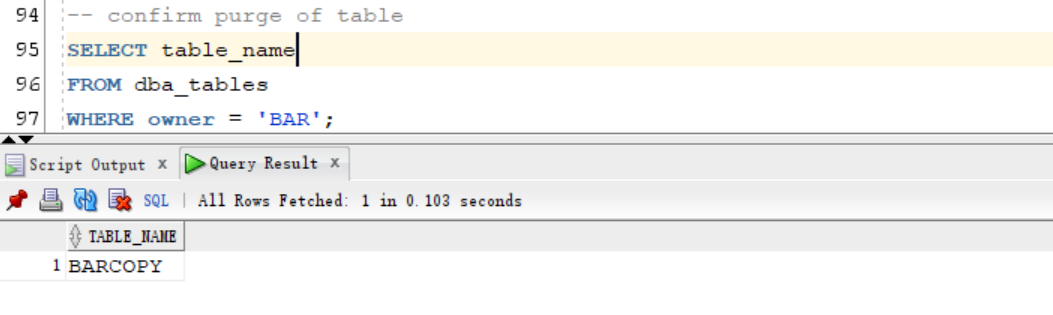 94 -- confirm purge of table
95 SELECT table_name
96 FROM dba_tables
97 WHERE owner = 'BAR';
Script Output x Query Result x
SQL | All Rows Fetched: 1 in 0.103 seconds
TABLE_NAME
1 BARCOPY